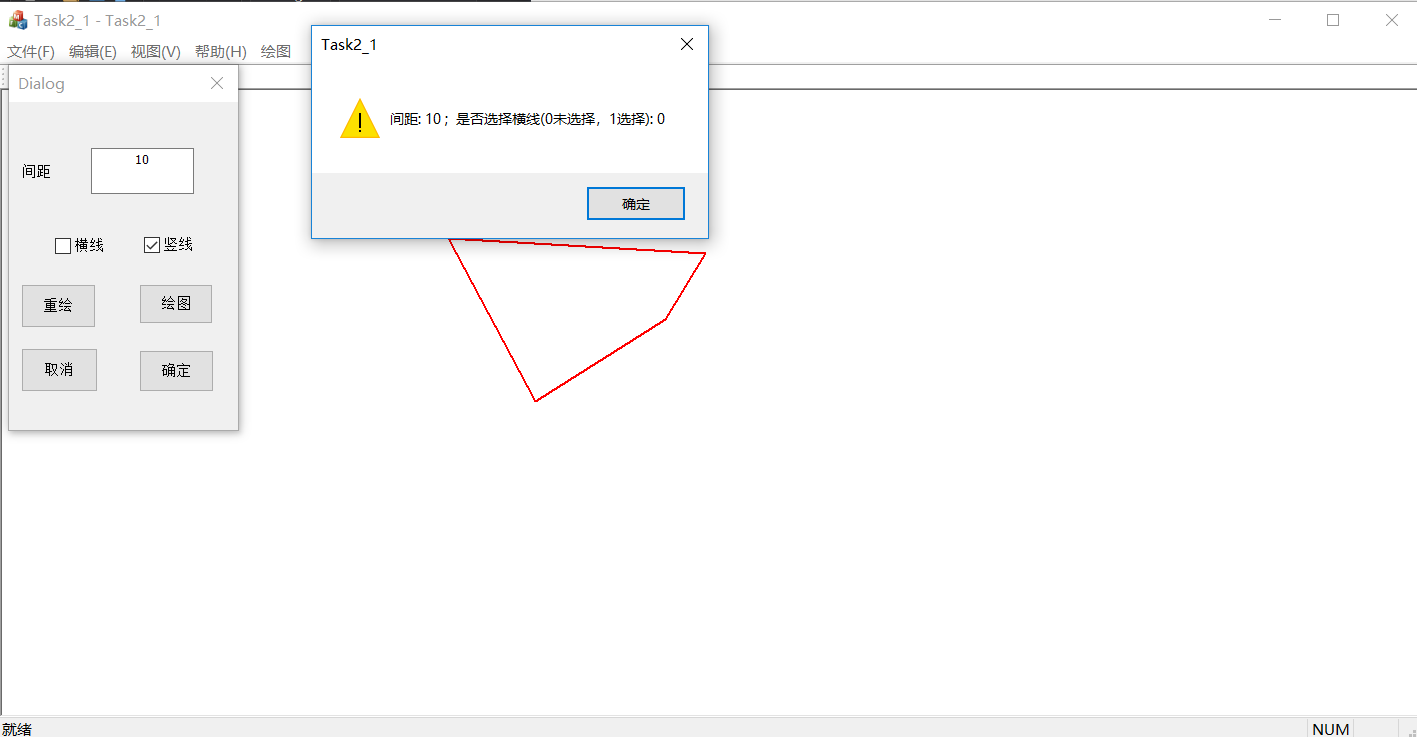 Task2_1 - Task2_1
文件(F) 编辑(E) 视图(V) 帮助(H) 绘图
Task2_1
间距: 10 ; 是否选择横线(0未选择，1选择): 0
确定
Dialog
间距
10
横线 竖线
重绘 绘图
取消 确定
就绪 NUM